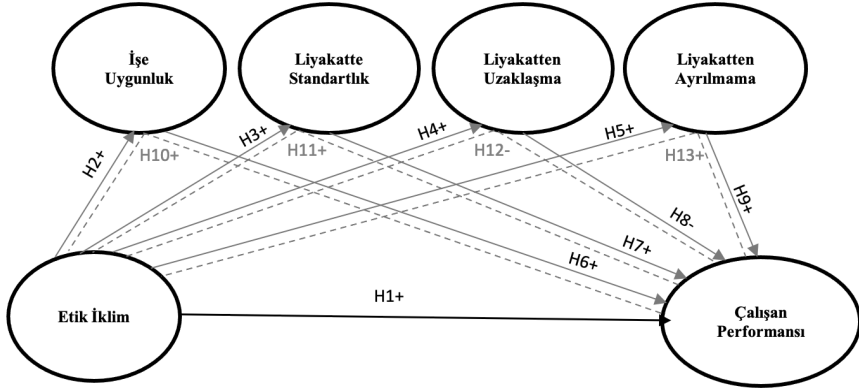 İşe
Uygunluk
Liyakatte
Standartlık
Liyakatten
Uzaklaşma
Liyakatten
Ayrılmama
H2+
H10+
H3+
H11+
H4+
H12-
H5+
H13+
H9+
H8-
H7+
H6+
H1+
Etik İklim
Çalışan
Performansı